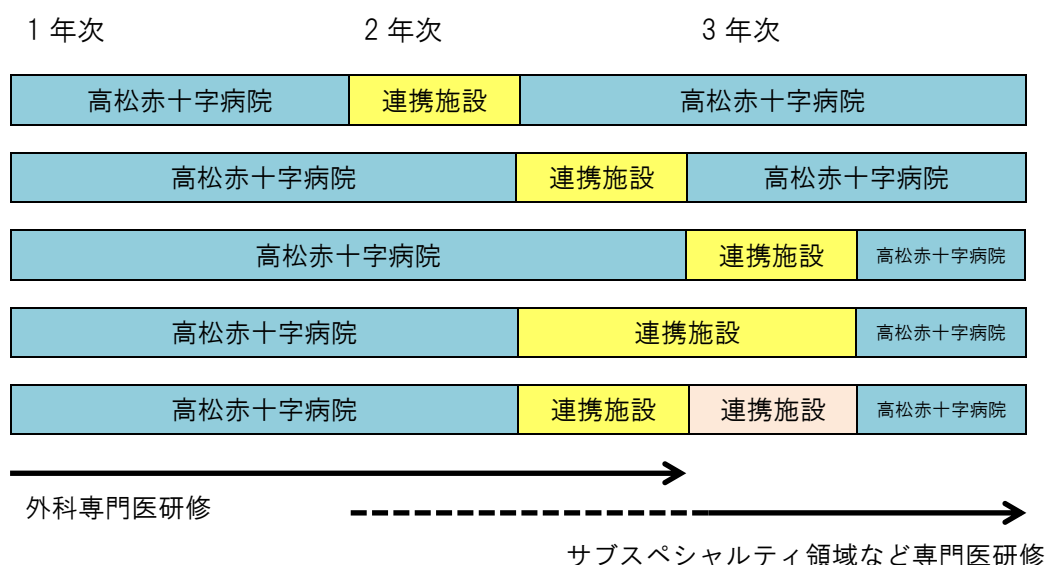 1 年次 2 年次 3 年次
高松赤十字病院 連携施設 高松赤十字病院
高松赤十字病院 連携施設 高松赤十字病院
高松赤十字病院 連携施設 高松赤十字病院
高松赤十字病院 連携施設 高松赤十字病院
高松赤十字病院 連携施設 連携施設 高松赤十字病院
外科専門医研修
サブスペシャルティ領域など専門医研修